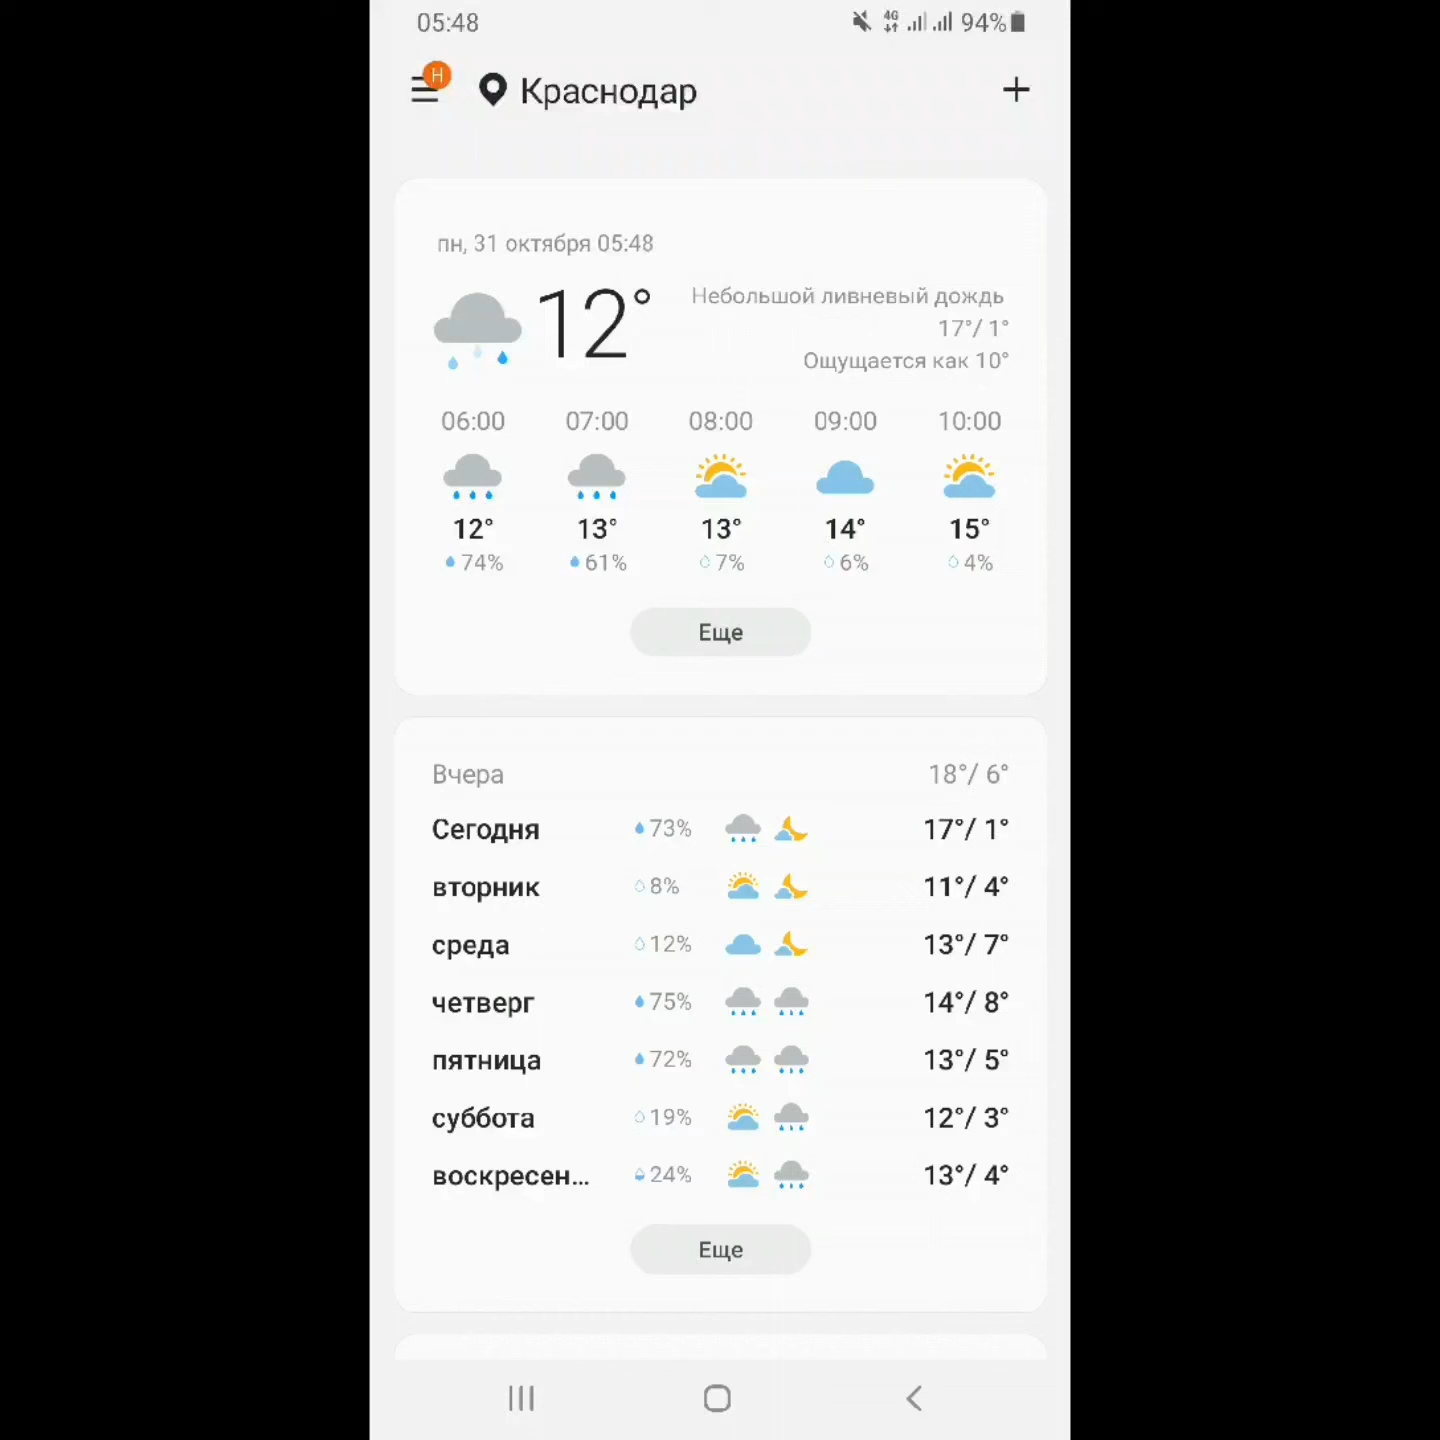 05:48 4G 94%
Н Краснодар +
пн, 31 октября 05:48
12° Небольшой ливневый дождь
17°/ 1°
Ощущается как 10°
06:00 07:00 08:00 09:00 10:00
12° 13° 13° 14° 15°
74% 61% 7% 6% 4%
Еще
Вчера 18°/ 6°
Сегодня 73% 17°/ 1°
вторник 8% 11°/ 4°
среда 12% 13°/ 7°
четверг 75% 14°/ 8°
пятница 72% 13°/ 5°
суббота 19% 12°/ 3°
воскресен... 24% 13°/ 4°
Еще